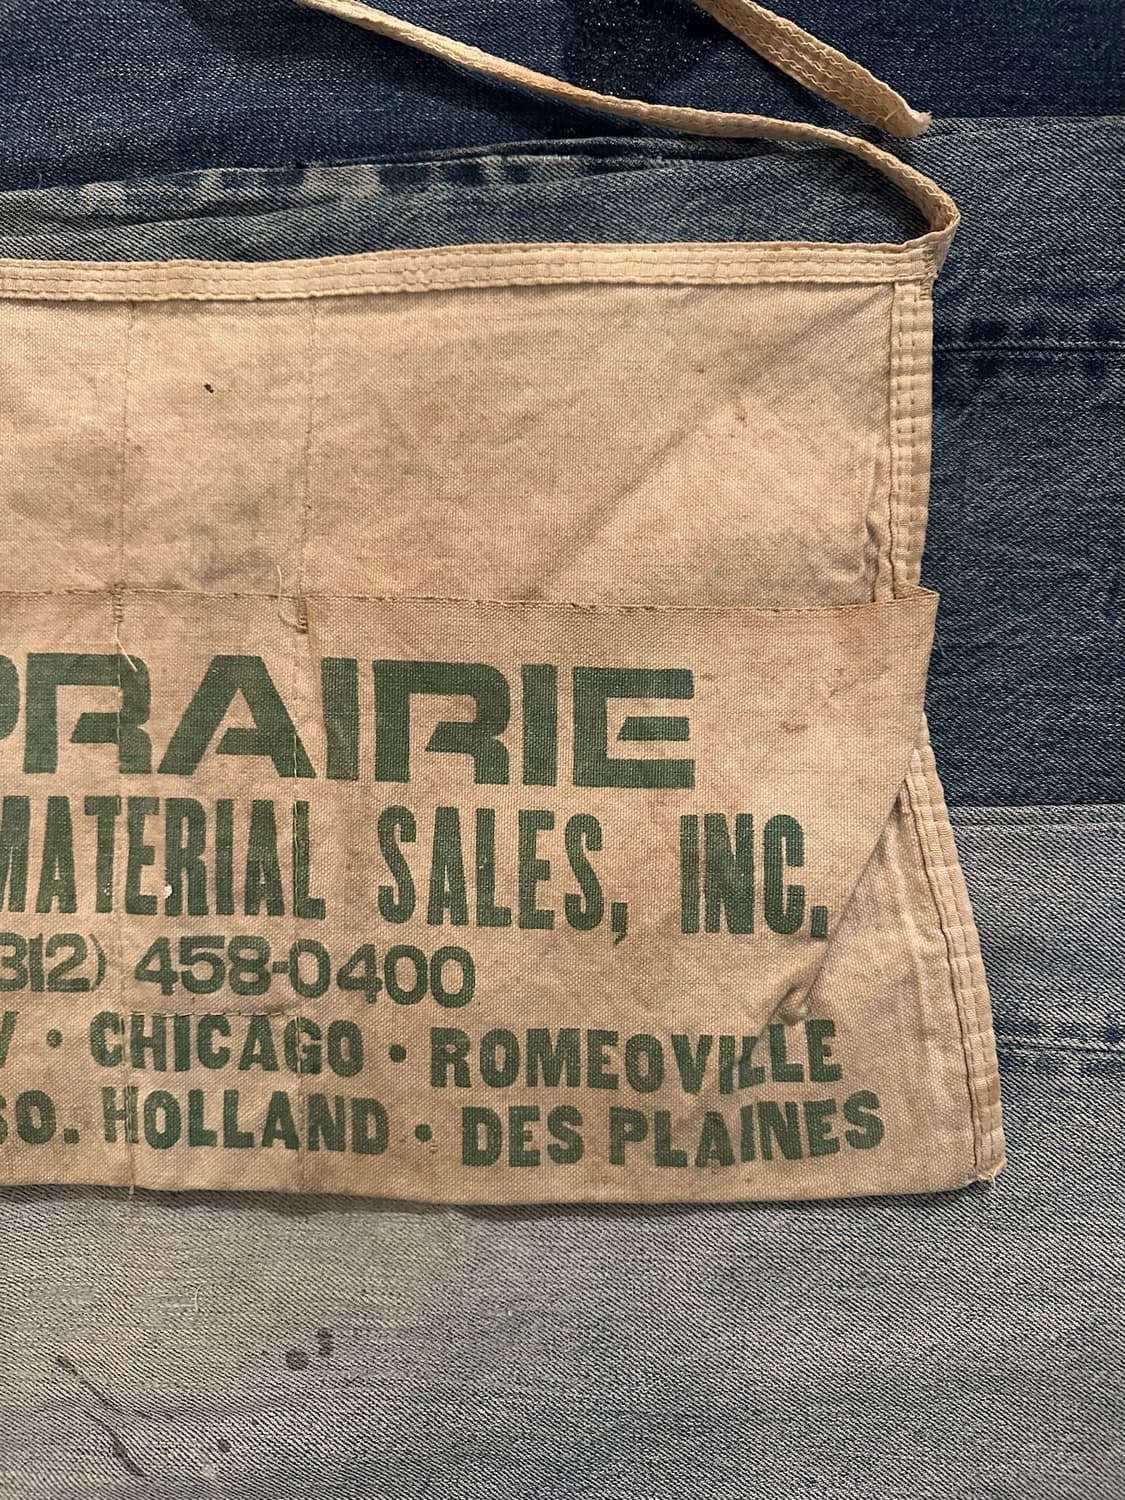 PRAIRIE
MATERIAL SALES, INC.
312) 458-0400
· CHICAGO · ROMEOVILLE
SO. HOLLAND · DES PLAINES